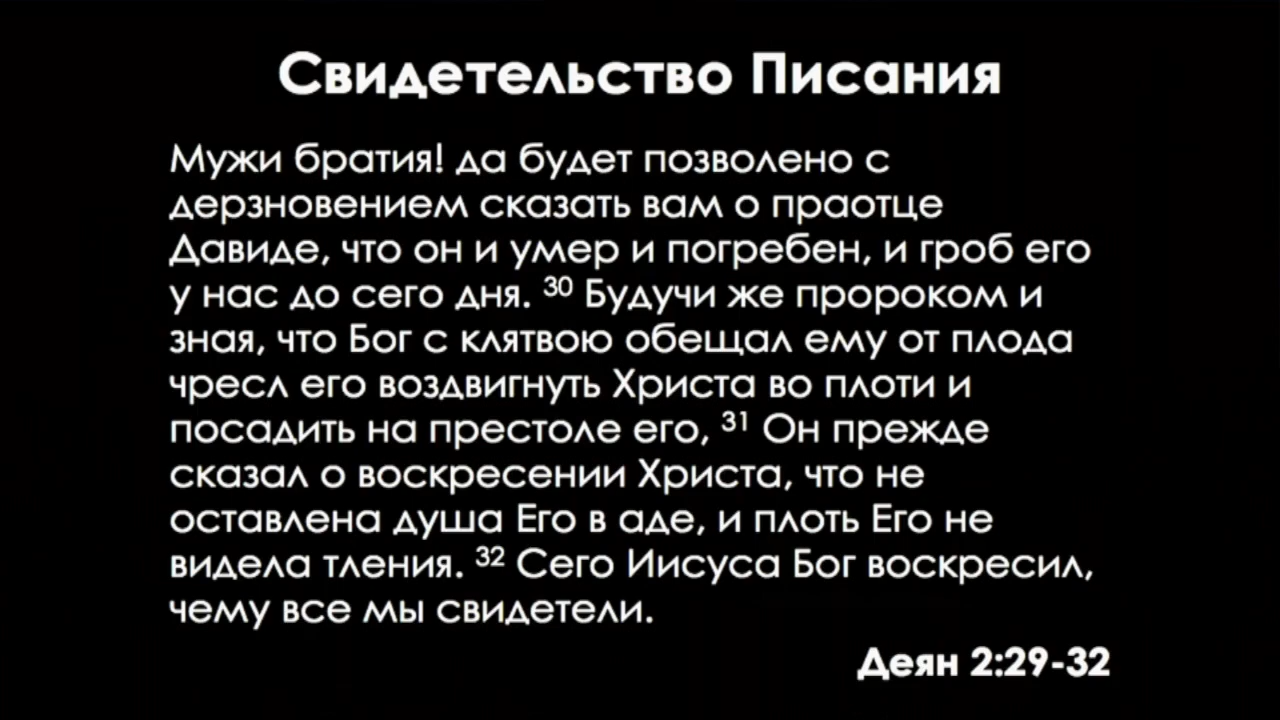 Свидетельство Писания
Мужи братия! да будет позволено с
дерзновением сказать вам о праотце
Давиде, что он и умер и погребен, и гроб его
у нас до сего дня. ³⁰ Будучи же пророком и
зная, что Бог с клятвою обещал ему от плода
чресл его воздвигнуть Христа во плоти и
посадить на престоле его, ³¹ Он прежде
сказал о воскресении Христа, что не
оставлена душа Его в аде, и плоть Его не
видела тления. ³² Сего Иисуса Бог воскресил,
чему все мы свидетели.
Деян 2:29-32